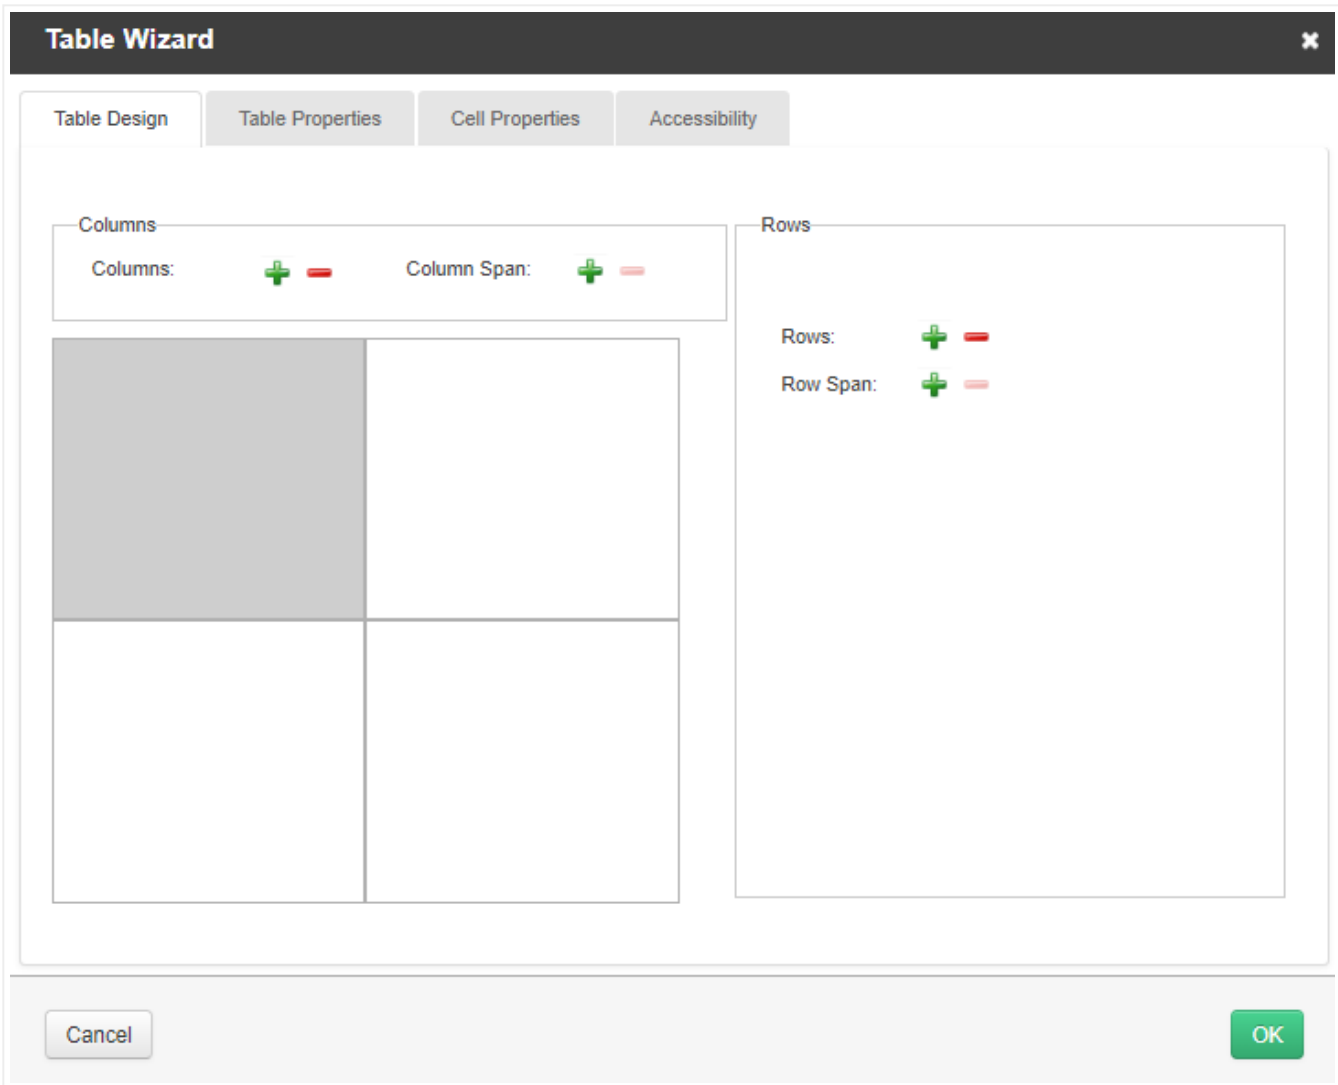 Table Wizard
Table Design Table Properties Cell Properties Accessibility
Columns
Columns: Column Span:
Rows
Rows:
Row Span:
Cancel OK